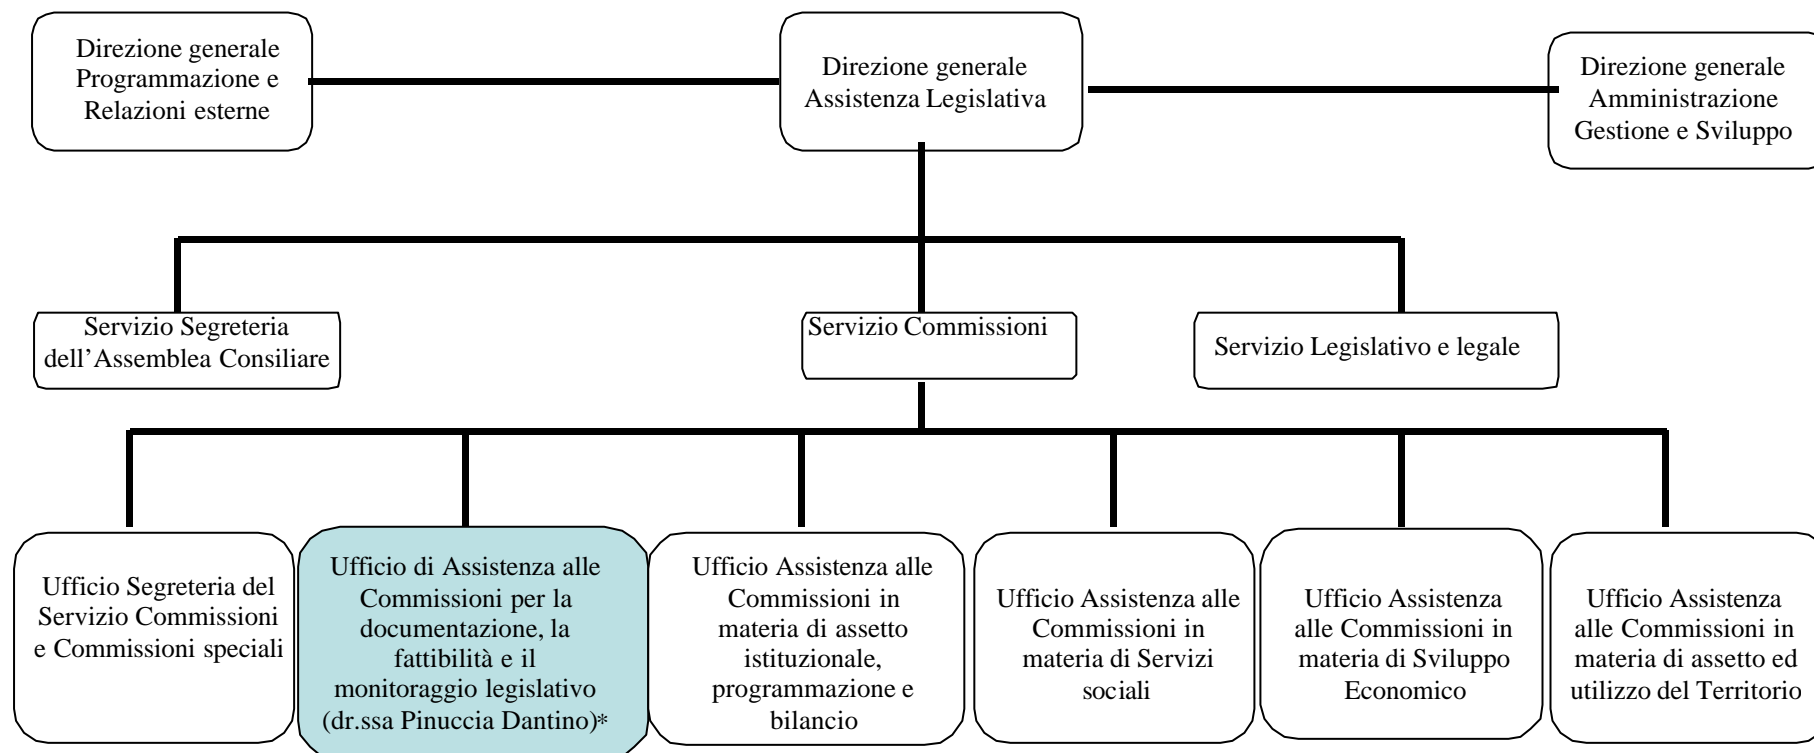 Direzione generale
Programmazione e
Relazioni esterne
Direzione generale
Assistenza Legislativa
Direzione generale
Amministrazione
Gestione e Sviluppo
Servizio Segreteria
dell’Assemblea Consiliare
Servizio Commissioni
Servizio Legislativo e legale
Ufficio Segreteria del
Servizio Commissioni
e Commissioni speciali
Ufficio di Assistenza alle
Commissioni per la
documentazione, la
fattibilità e il
monitoraggio legislativo
(dr.ssa Pinuccia Dantino)*
Ufficio Assistenza alle
Commissioni in
materia di assetto
istituzionale,
programmazione e
bilancio
Ufficio Assistenza alle
Commissioni in
materia di Servizi
sociali
Ufficio Assistenza
alle Commissioni in
materia di Sviluppo
Economico
Ufficio Assistenza
alle Commissioni in
materia di assetto ed
utilizzo del Territorio